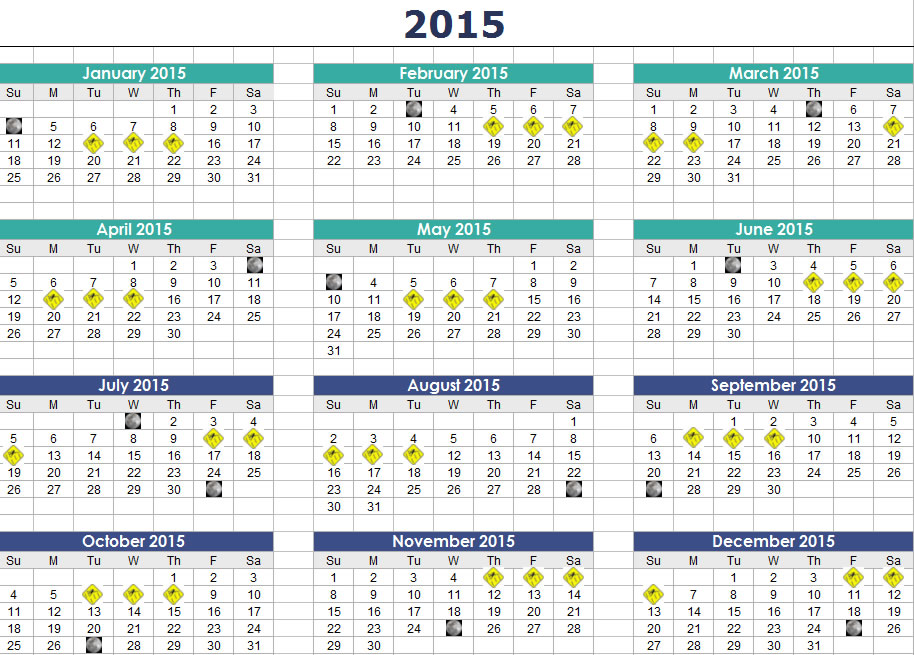 2015
January 2015 February 2015 March 2015
Su M Tu W Th F Sa Su M Tu W Th F Sa Su M Tu W Th F Sa
1 2 3 1 2 4 5 6 7 1 2 3 4 6 7
5 6 7 8 9 10 8 9 10 11 8 9 10 11 12 13
11 12 16 17 15 16 17 18 19 20 21 17 18 19 20 21
18 19 20 21 22 23 24 22 23 24 25 26 27 28 22 23 24 25 26 27 28
25 26 27 28 29 30 31 29 30 31
April 2015 May 2015 June 2015
Su M Tu W Th F Sa Su M Tu W Th F Sa Su M Tu W Th F Sa
1 2 3 1 2 1 3 4 5 6
5 6 7 8 9 10 11 4 5 6 7 8 9 7 8 9 10
12 16 17 18 10 11 15 16 14 15 16 17 18 19 20
19 20 21 22 23 24 25 17 18 19 20 21 22 23 21 22 23 24 25 26 27
26 27 28 29 30 24 25 26 27 28 29 30 28 29 30
31
July 2015 August 2015 September 2015
Su M Tu W Th F Sa Su M Tu W Th F Sa Su M Tu W Th F Sa
2 3 4 1 1 2 3 4 5
5 6 7 8 9 2 3 4 5 6 7 8 6 10 11 12
13 14 15 16 17 18 12 13 14 15 13 14 15 16 17 18 19
19 20 21 22 23 24 25 16 17 18 19 20 21 22 20 21 22 23 24 25 26
26 27 28 29 30 23 24 25 26 27 28 28 29 30
30 31
October 2015 November 2015 December 2015
Su M Tu W Th F Sa Su M Tu W Th F Sa Su M Tu W Th F Sa
1 2 3 1 2 3 4 1 2 3
4 5 9 10 8 9 10 11 12 13 14 7 8 9 10 11 12
11 12 13 14 15 16 17 15 16 17 18 19 20 21 13 14 15 16 17 18 19
18 19 20 21 22 23 24 22 23 24 26 27 28 20 21 22 23 24 26
25 26 28 29 30 31 29 30 27 28 29 30 31